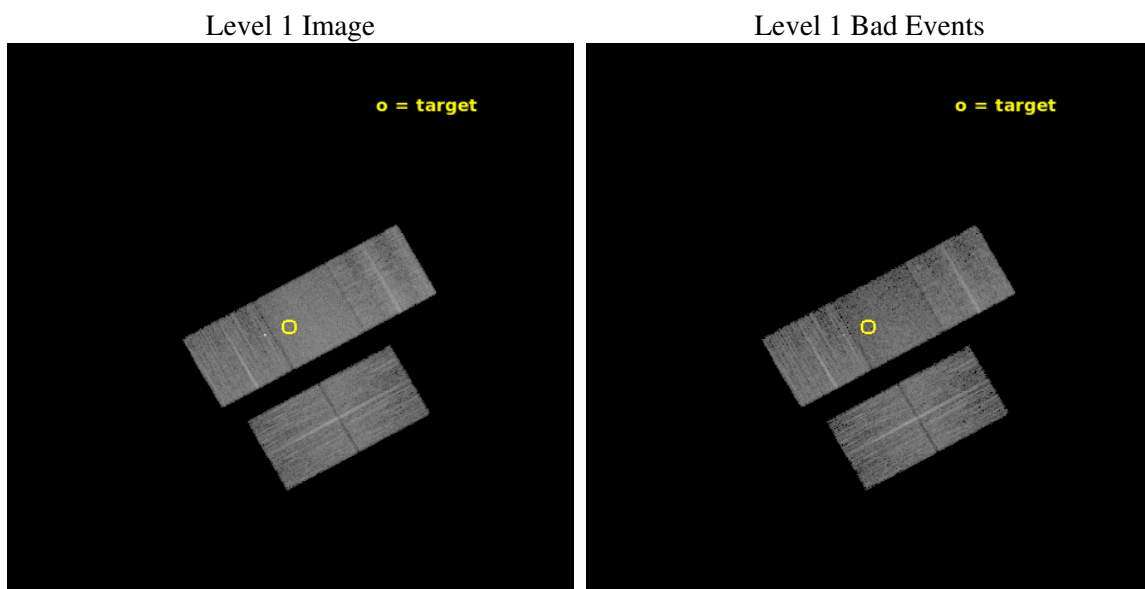 Level 1 Image
Level 1 Bad Events
o = target
o = target